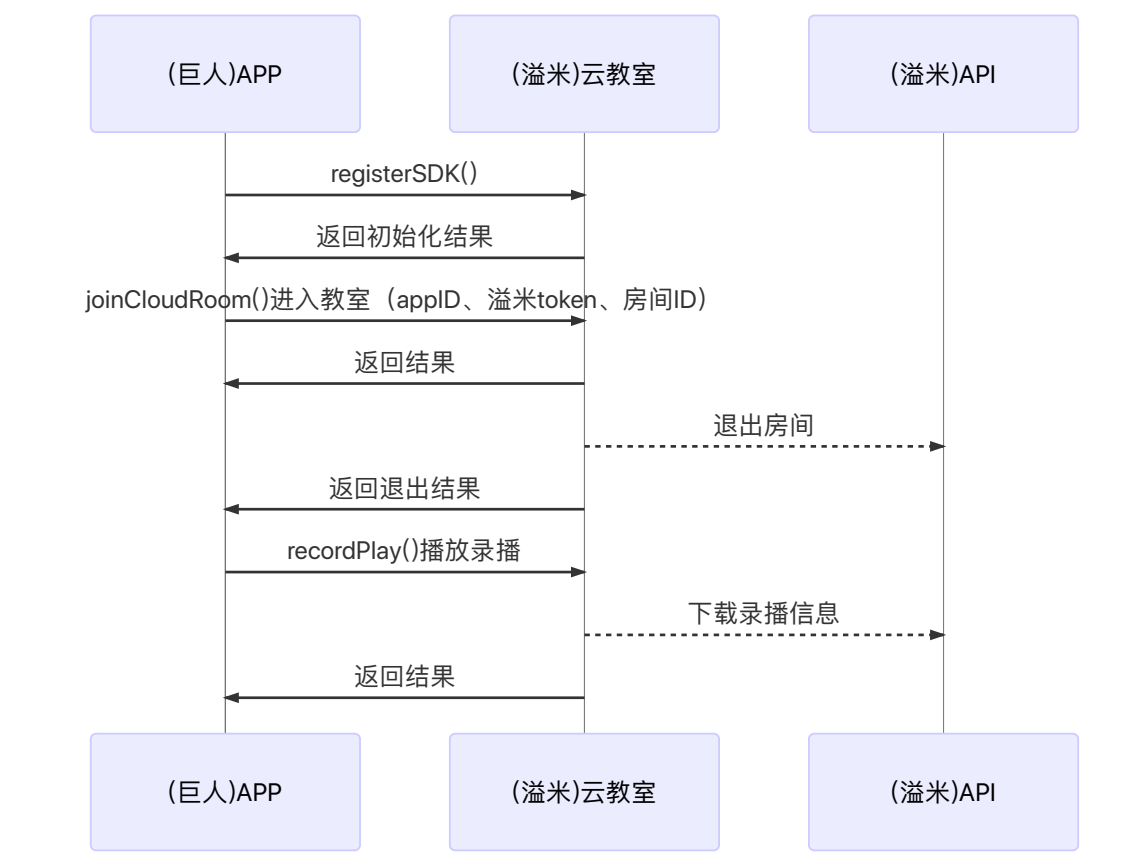 (巨人)APP
(溢米)云教室
(溢米)API
registerSDK()
返回初始化结果
joinCloudRoom()进入教室（appID、溢米token、房间ID）
返回结果
退出房间
返回退出结果
recordPlay()播放录播
下载录播信息
返回结果
(巨人)APP
(溢米)云教室
(溢米)API